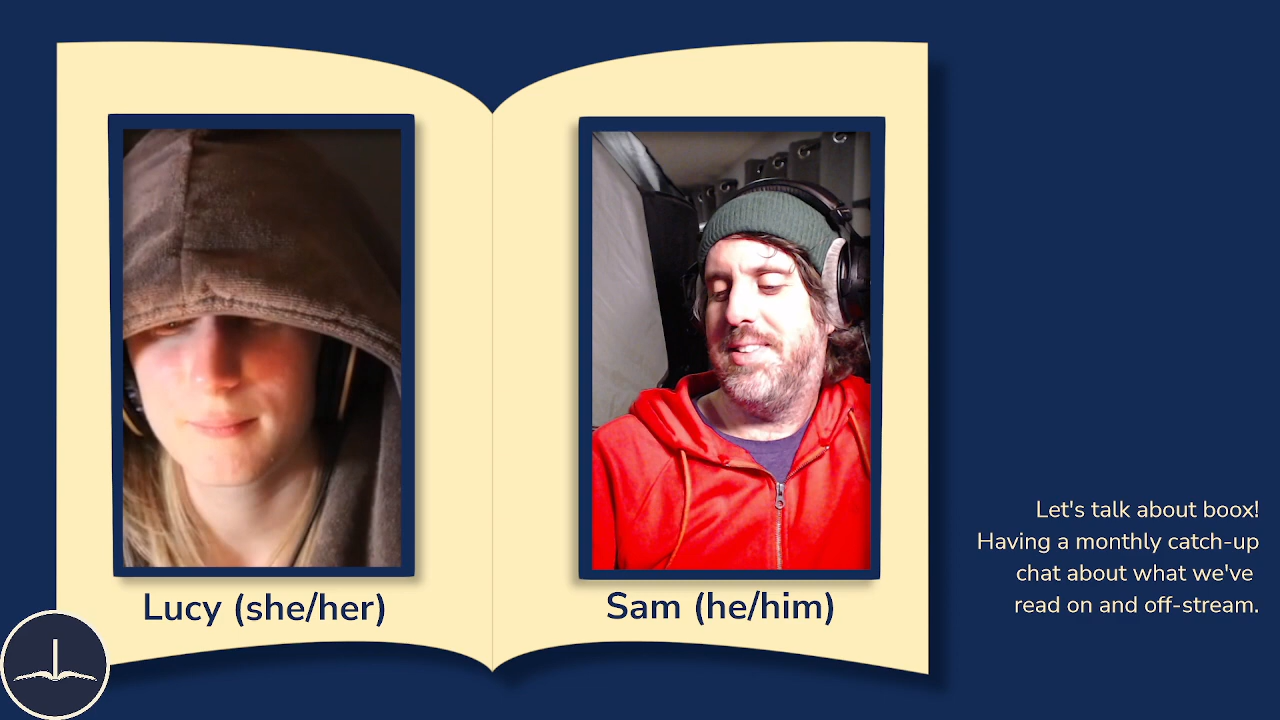 Lucy (she/her)
Sam (he/him)
Let's talk about boox!
Having a monthly catch-up
chat about what we've
read on and off-stream.